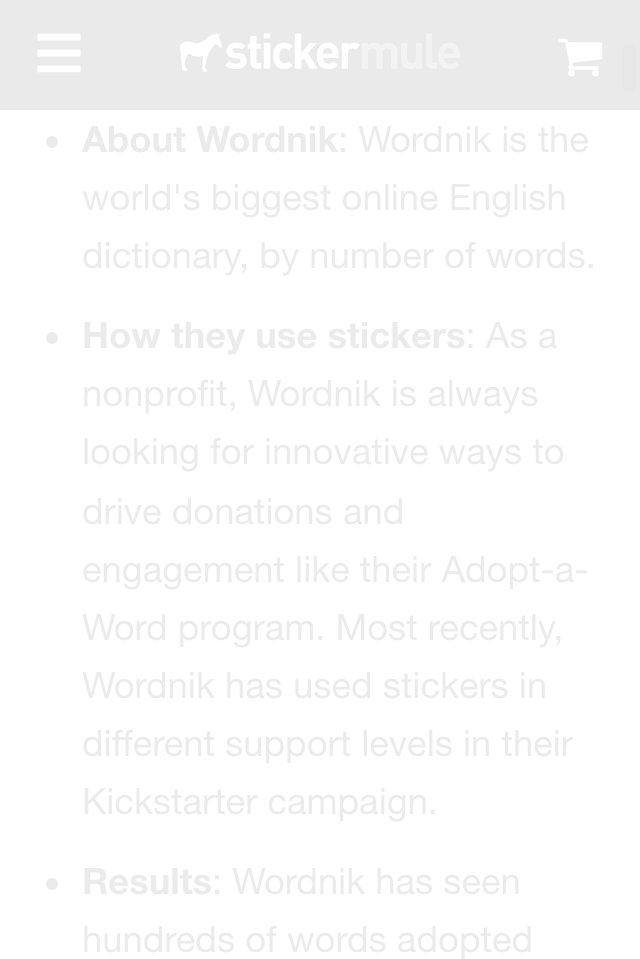 stickermule
• About Wordnik: Wordnik is the
world's biggest online English
dictionary, by number of words.
• How they use stickers: As a
nonprofit, Wordnik is always
looking for innovative ways to
drive donations and
engagement like their Adopt-a-
Word program. Most recently,
Wordnik has used stickers in
different support levels in their
Kickstarter campaign.
• Results: Wordnik has seen
hundreds of words adopted